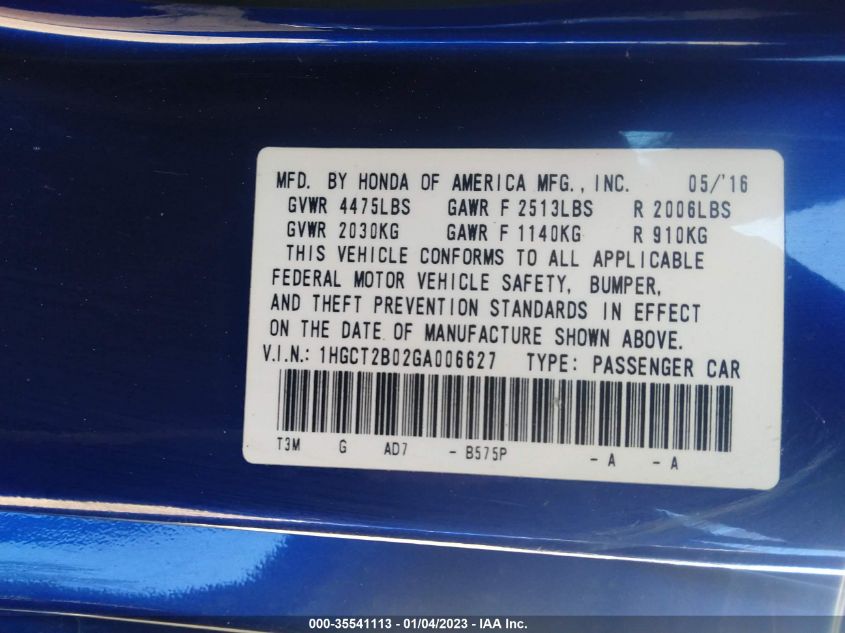 MFD. BY HONDA OF AMERICA MFG., INC. 05/'16
GVWR 4475LBS GAWR F 2513LBS R 2006LBS
GVWR 2030KG GAWR F 1140KG R 910KG
THIS VEHICLE CONFORMS TO ALL APPLICABLE
FEDERAL MOTOR VEHICLE SAFETY, BUMPER,
AND THEFT PREVENTION STANDARDS IN EFFECT
ON THE DATE OF MANUFACTURE SHOWN ABOVE.
V.I.N.: 1HGCT2B02GA006627 TYPE: PASSENGER CAR
T3M G AD7 - B575P - A - A
000-35541113 - 01/04/2023 - IAA Inc.